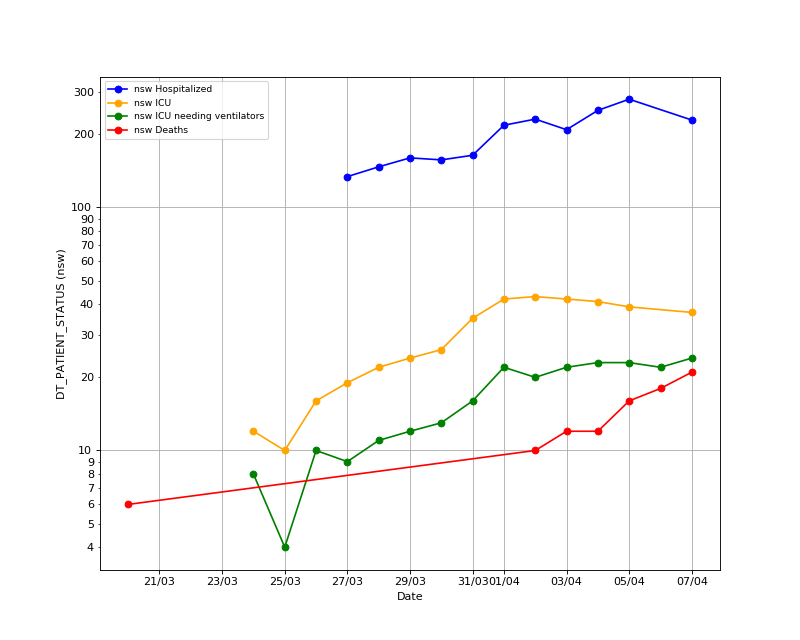 nsw Hospitalized
nsw ICU
nsw ICU needing ventilators
nsw Deaths
300
200
100
90
80
70
60
50
40
30
20
10
9
8
7
6
5
4
DT_PATIENT_STATUS (nsw)
21/03 23/03 25/03 27/03 29/03 31/03 01/04 03/04 05/04 07/04
Date